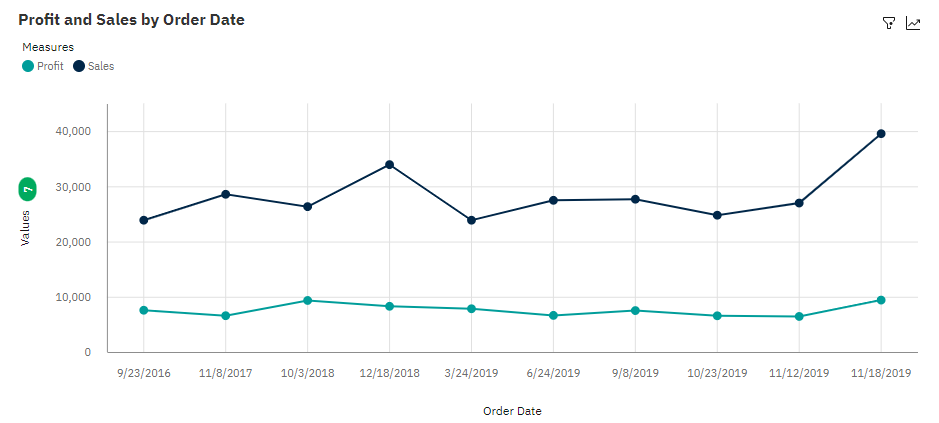 Profit and Sales by Order Date
Measures
Profit Sales
40,000
30,000
20,000
10,000
0
Values 7
9/23/2016 11/8/2017 10/3/2018 12/18/2018 3/24/2019 6/24/2019 9/8/2019 10/23/2019 11/12/2019 11/18/2019
Order Date